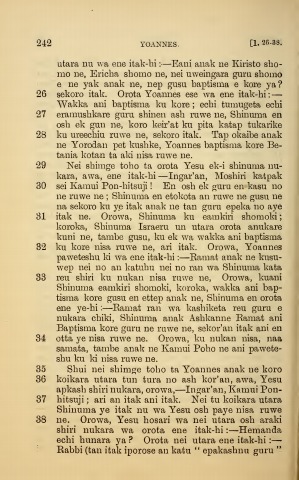 242 YOANNES. [1. 25-38.
utara nu wa ene itak-hi:—Eani anak ne Kiristo sho-
mo ne, Ericha shomo ne, nei uweingara guru shomo
e ne yak anak ne, nep gusu baptisma e kore ya?
26 sekoro itak. Orota Yoannes ese wa ene itak-hi:—
Wakka ani baptisma ku kore; echi tumugeta echi
27 eramushkare guru shinen ash ruwe ne, Shinuma en
osh ek gun ne, koro keir'at ku pita katap tukarike
28 ku ureechiu ruwe ne, sekoro itak. Tap okaibe anak
ne Yorodan pet kushke, Yoannes baptisma kore Be-
tania kotan ta aki nisa ruwe ne.
29 Nei shimge toho ta orota Yesu ek-i shinuma nu-
kara, awa, ene itak-hi—Ingar'an, Moshiri katpak
30 sei Kamui Pon-hitsuji! En osh ek guru en-kasu no
ne ruwe ne; Shinuma en etokota an ruwe ne gusu ne
na sekoro ku ye itak anak ne tan guru epeka no aye
31 itak ne. Orowa, Shinuma ku eamkiri shomoki;
koroka, Shinuma Israeru un utara orota anukare
kuni ne, tambe gusu, ku ek wa wakka ani baptisma
32 ku kore nisa ruwe ne, ari itak. Orowa, Yoannes
paweteshu ki wa ene itak-hi:—Ramat anak ne kusu-
wep nei no an katuhu nei no ran wa Shinuma kata
33 reu shiri ku nukan nisa ruwe ne, Orowa, kuani
Shinuma eamkiri shomoki, koroka, wakka ani bap-
tisma kore gusu en ettep anak ne, Shinuma en orota
ene ye-hi:—Ramat ran wa kashiketa reu guru e
nukara chiki, Shinuma anak Ashkanne Ramat ani
Baptisma kore guru ne ruwe ne, sekor'an itak ani en
34 otta ye nisa ruwe ne. Orowa, ku nukan nisa, naa
samata, tambe anak ne Kamui Poho ne ani pawete-
shu ku ki nisa ruwe ne.
35 Shui nei shimge toho ta Yoannes anak ne koro
36 koikara utara tun tura no ash kor'an, awa, Yesu
apkash shiri nukara, orowa,—Ingar'an, Kamui Pon-
37 hitsuji; ari an itak ani itak. Nei tu koikara utara
Shinuma ye itak nu wa Yesu osh paye nisa ruwe
38 ne. Orowa, Yesu hosari wa nei utara osh araki
shiri nukara wa orota ene itak-hi:—Hemanda
echi hunara ya? Orota nei utara ene itak-hi:—
Rabbi (tan itak iporose an katu " epakashnu guru "